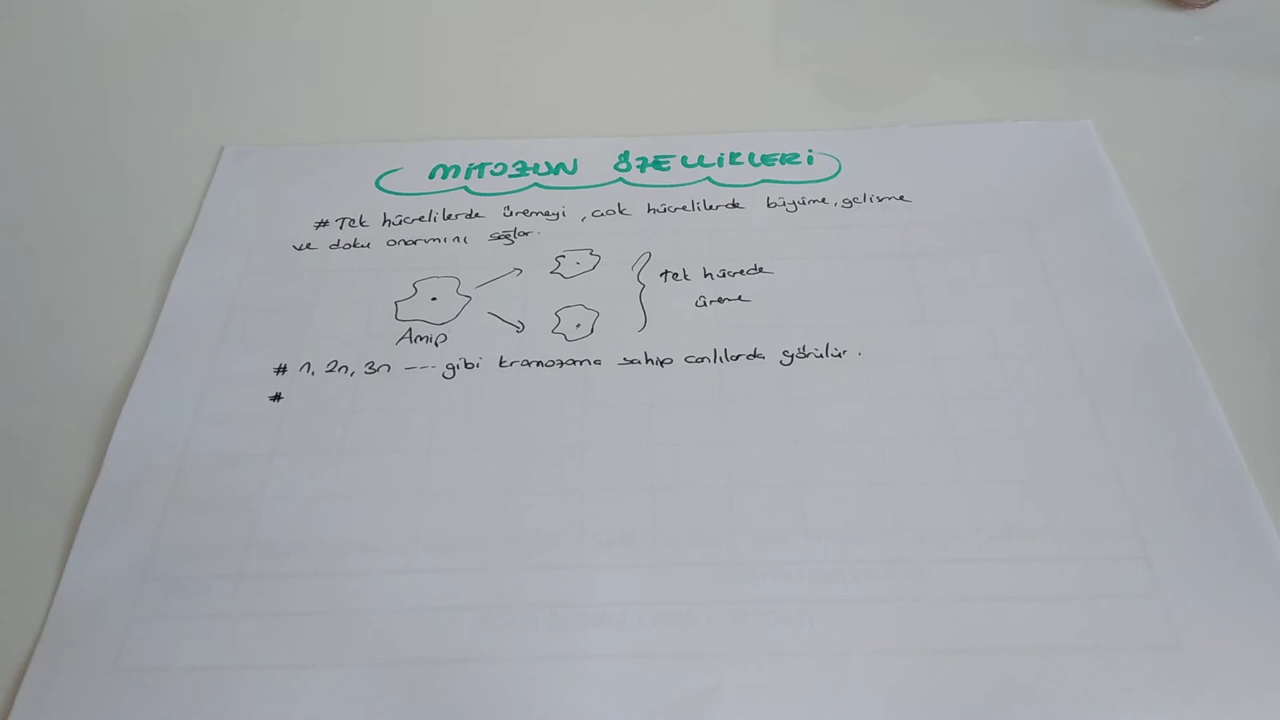 MİTOZUN ÖZELLİKLERİ
# Tek hücrelilerde üremeyi, çok hücrelilerde büyüme, gelişme
ve doku onarımını sağlar.
Amip
Tek hücrede
üreme
# n, 2n, 3n ---- gibi kromozoma sahip canlılarda görülür.
#